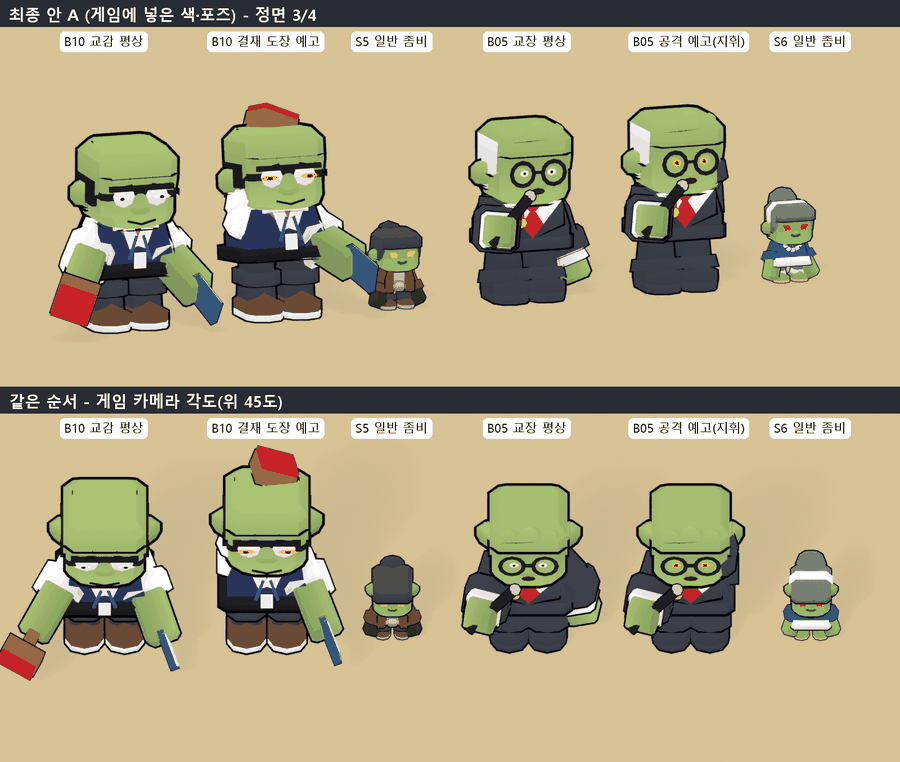 최종 안 A (게임에 넣은 색·포즈) - 정면 3/4
B10 교감 평상 B10 결재 도장 예고 S5 일반 좀비 B05 교장 평상 B05 공격 예고(지휘) S6 일반 좀비
같은 순서 - 게임 카메라 각도(위 45도)
B10 교감 평상 B10 결재 도장 예고 S5 일반 좀비 B05 교장 평상 B05 공격 예고(지휘) S6 일반 좀비